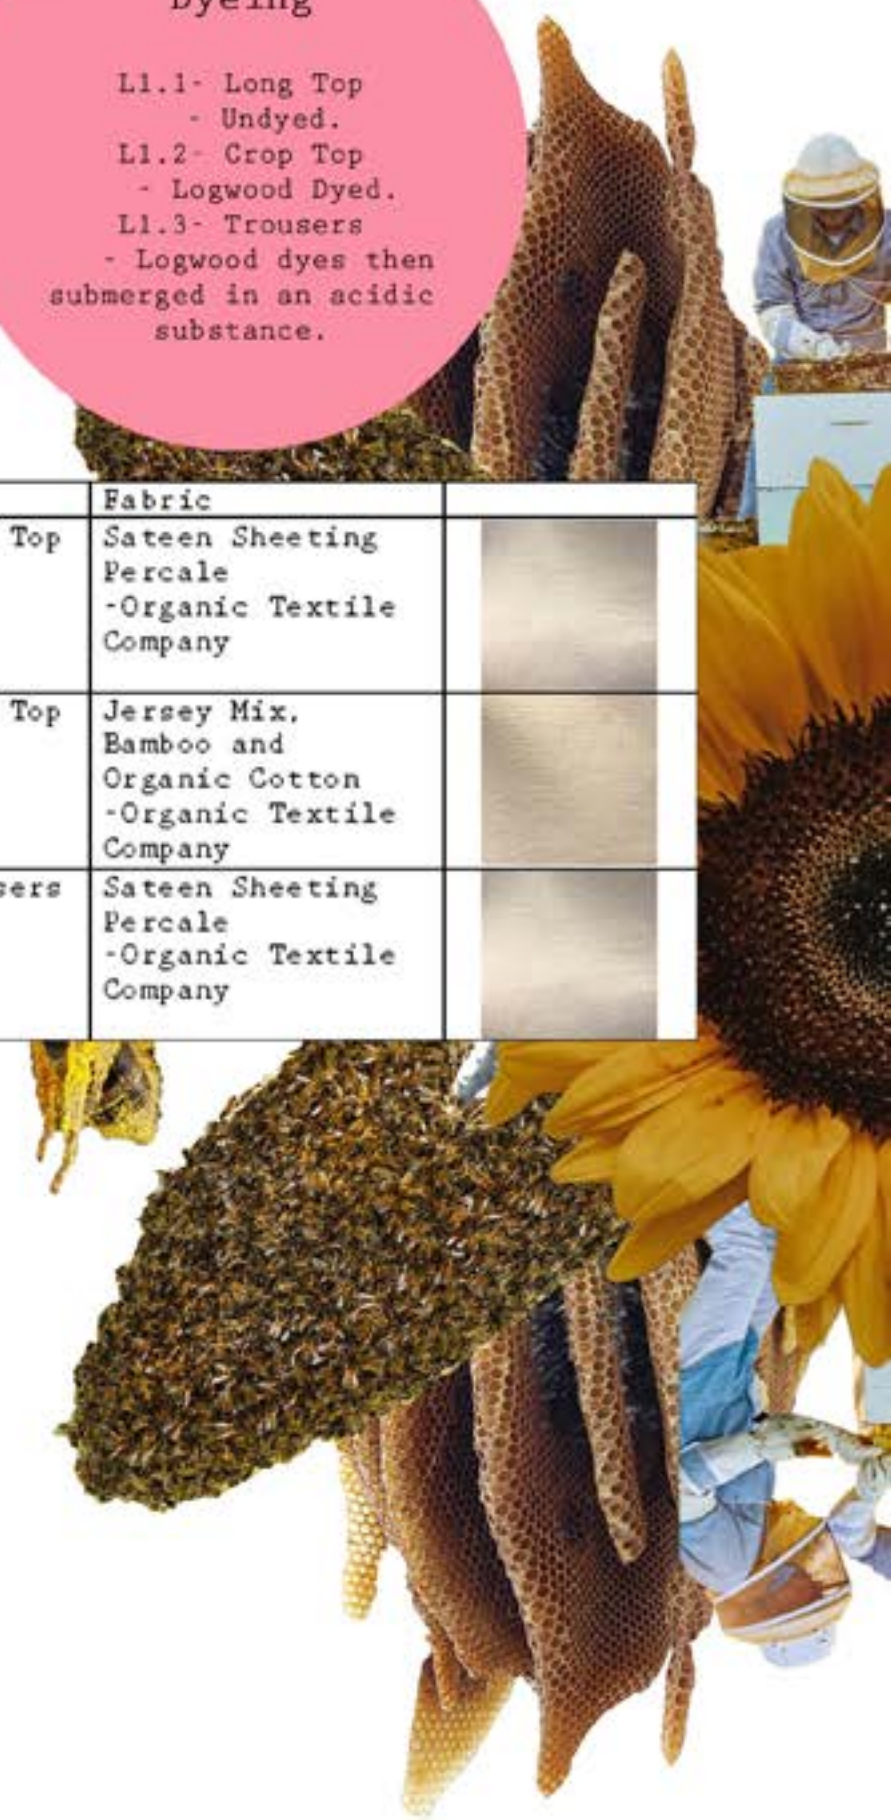 Dyeing
L1.1- Long Top
- Undyed.
L1.2- Crop Top
- Logwood Dyed.
L1.3- Trousers
- Logwood dyes then
submerged in an acidic
substance.
Fabric
Top
Sateen Sheeting
Percale
-Organic Textile
Company
Top
Jersey Mix,
Bamboo and
Organic Cotton
-Organic Textile
Company
sers
Sateen Sheeting
Percale
-Organic Textile
Company